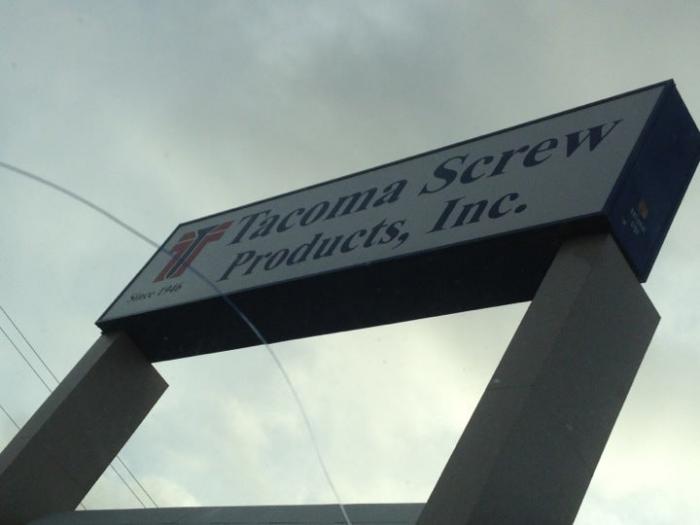 Tacoma Screw
Products, Inc.
Since 1946